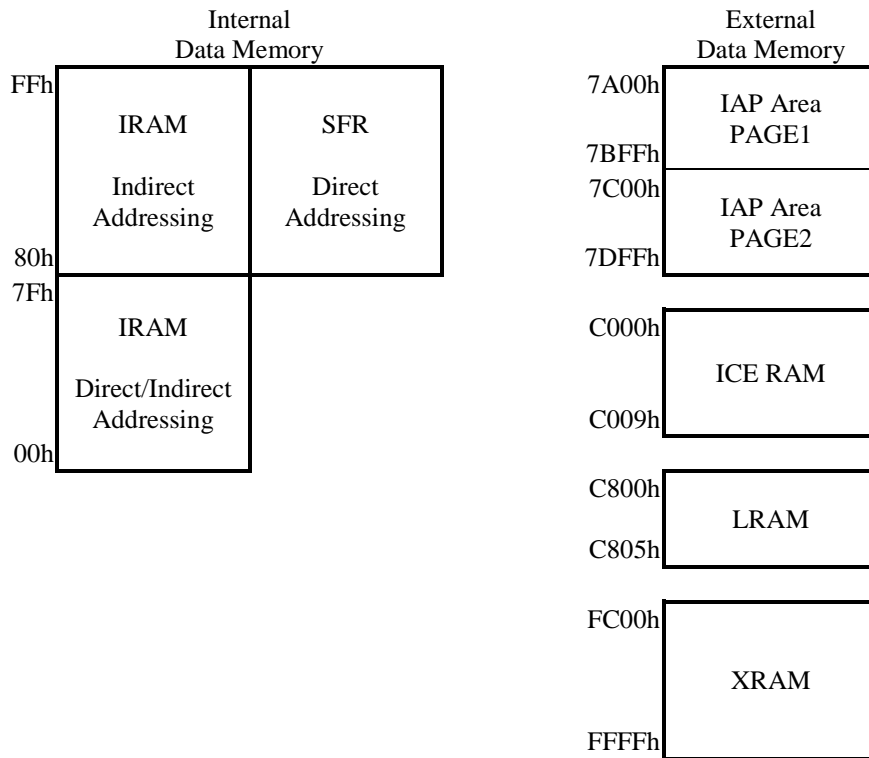 Internal
Data Memory
FFh
IRAM
Indirect
Addressing
80h
SFR
Direct
Addressing
7Fh
IRAM
Direct/Indirect
Addressing
00h
External
Data Memory
7A00h
IAP Area
PAGE1
7BFFh
7C00h
IAP Area
PAGE2
7DFFh
C000h
ICE RAM
C009h
C800h
LRAM
C805h
FC00h
XRAM
FFFFh